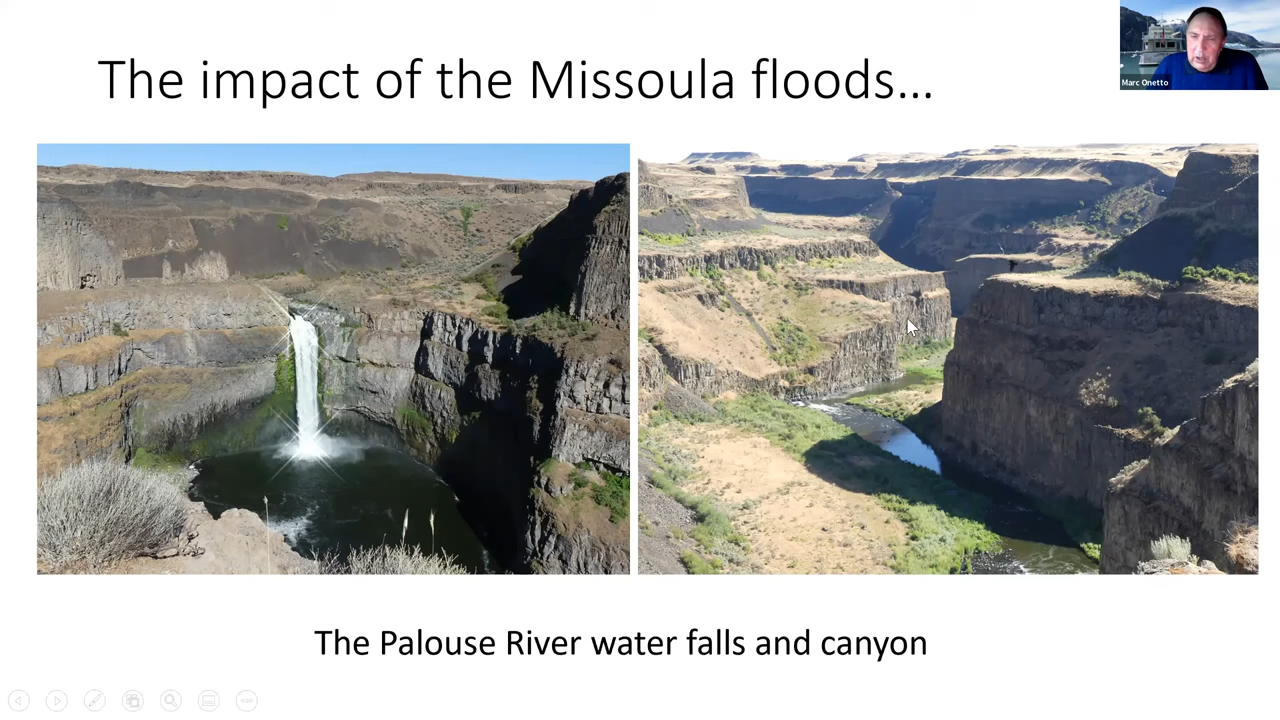 The impact of the Missoula floods...
Marc Onetto
The Palouse River water falls and canyon